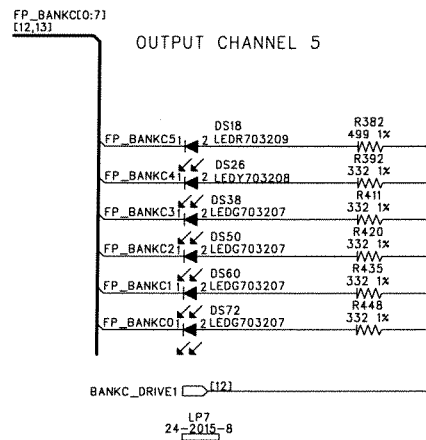 FP_BANKC[0:7]
[12,13]
OUTPUT CHANNEL 5
R382
DS18
499 1%
FP_BANKC5 1 2 LEDR703209
R392
DS26
332 1%
FP_BANKC4 1 2 LEDY703208
R411
DS38
332 1%
FP_BANKC3 1 2 LEDG703207
R420
DS50
332 1%
FP_BANKC2 1 2 LEDG703207
R435
DS60
332 1%
FP_BANKC1 1 2 LEDG703207
R448
DS72
332 1%
FP_BANKC0 1 2 LEDG703207
BANKC_DRIVE1 [12]
LP7
24-2015-8